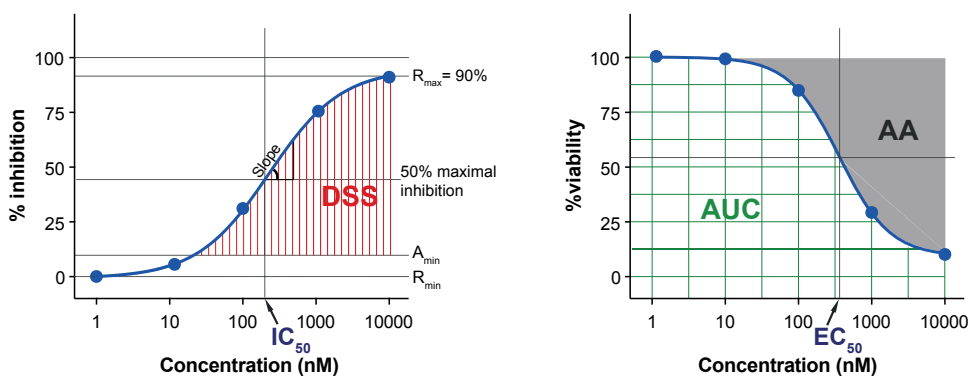 % inhibition
100
75
50
25
0
Rmax= 90%
50% maximal
inhibition
Amin
Rmin
Slope
DSS
1
10
100
1000
10000
IC50
Concentration (nM)
%viability
100
75
50
25
0
AA
AUC
1
10
100
1000
10000
EC50
Concentration (nM)